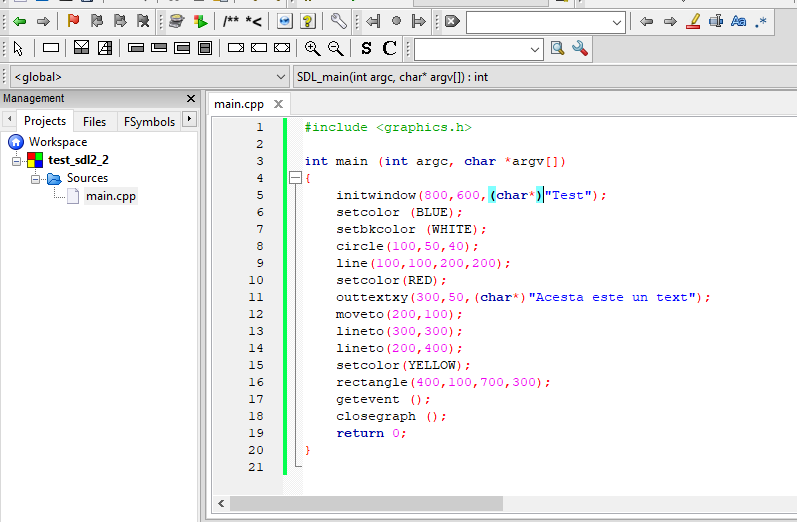 /** *<
S C
Aa .*
<global>
SDL_main(int argc, char* argv[]) : int
Management
Projects Files FSymbols
Workspace
test_sdl2_2
Sources
main.cpp
main.cpp
1 #include <graphics.h>
2
3 int main (int argc, char *argv[])
4 {
5 initwindow(800,600,(char*)"Test");
6 setcolor (BLUE);
7 setbkcolor (WHITE);
8 circle(100,50,40);
9 line(100,100,200,200);
10 setcolor(RED);
11 outtextxy(300,50,(char*)"Acesta este un text");
12 moveto(200,100);
13 lineto(300,300);
14 lineto(200,400);
15 setcolor(YELLOW);
16 rectangle(400,100,700,300);
17 getevent ();
18 closegraph ();
19 return 0;
20 }
21